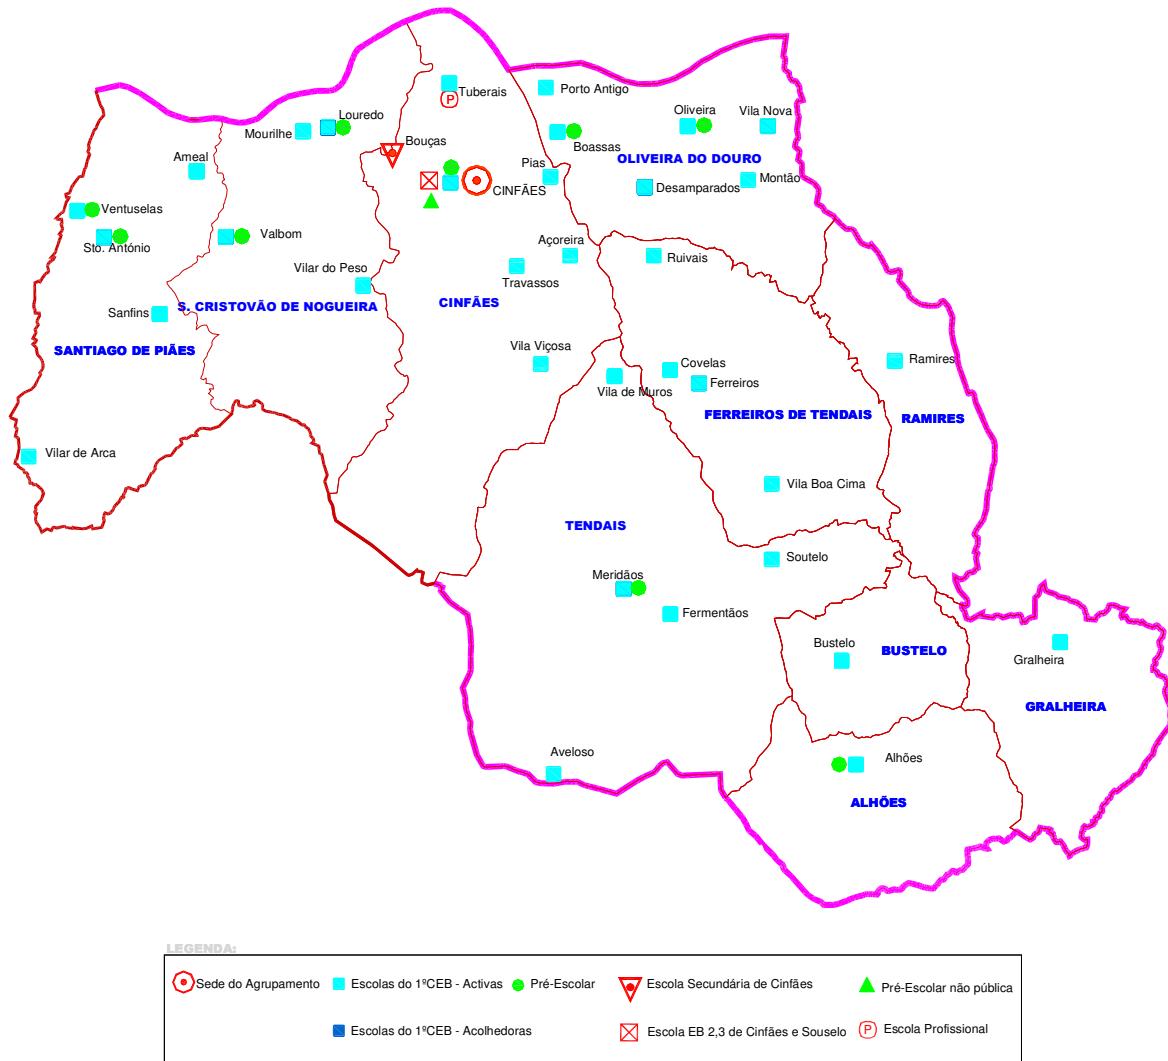 Tuberais
P
Porto Antigo
Louredo
Mourilhe
Oliveira
Vila Nova
Bouças
Boassas
OLIVEIRA DO DOURO
Ameal
Pias
CINFÃES
Desamparados
Montão
Ventuselas
Sto. António
Valbom
Açoreira
Ruivais
Vilar do Peso
Travassos
S. CRISTOVÃO DE NOGUEIRA
CINFÃES
Sanfins
SANTIAGO DE PIÃES
Vila Viçosa
Covelas
Ramires
Vila de Muros
Ferreiros
FERREIROS DE TENDAIS
RAMIRES
Vilar de Arca
Vila Boa Cima
TENDAIS
Soutelo
Meridãos
Fermentãos
Bustelo
BUSTELO
Gralheira
GRALHEIRA
Aveloso
Alhões
ALHÕES
LEGENDA:
Sede do Agrupamento
Escolas do 1ºCEB - Activas
Pré-Escolar
Escola Secundária de Cinfães
Pré-Escolar não pública
Escolas do 1ºCEB - Acolhedoras
Escola EB 2,3 de Cinfães e Souselo
P
Escola Profissional